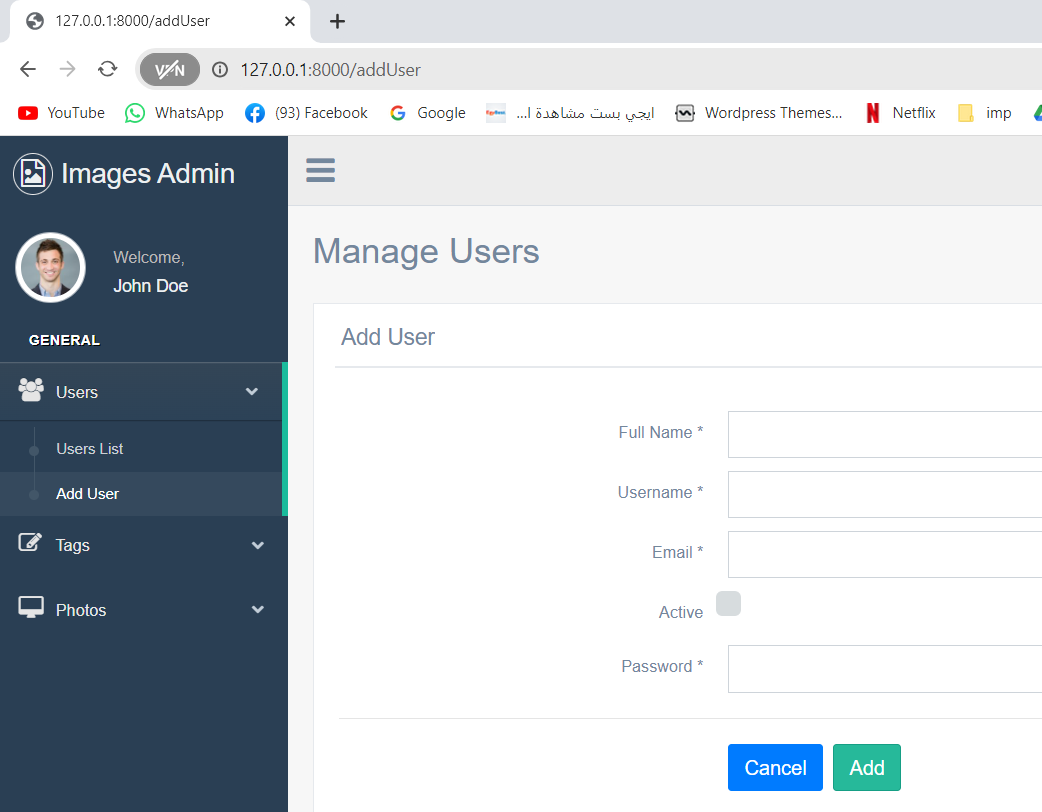 127.0.0.1:8000/addUser
VPN 127.0.0.1:8000/addUser
YouTube WhatsApp (93) Facebook Google ايجي بست مشاهدة ا... Wordpress Themes... Netflix imp
Images Admin
Manage Users
Welcome,
John Doe
GENERAL
Add User
Users
Users List
Add User
Tags
Photos
Full Name *
Username *
Email *
Active
Password *
Cancel Add